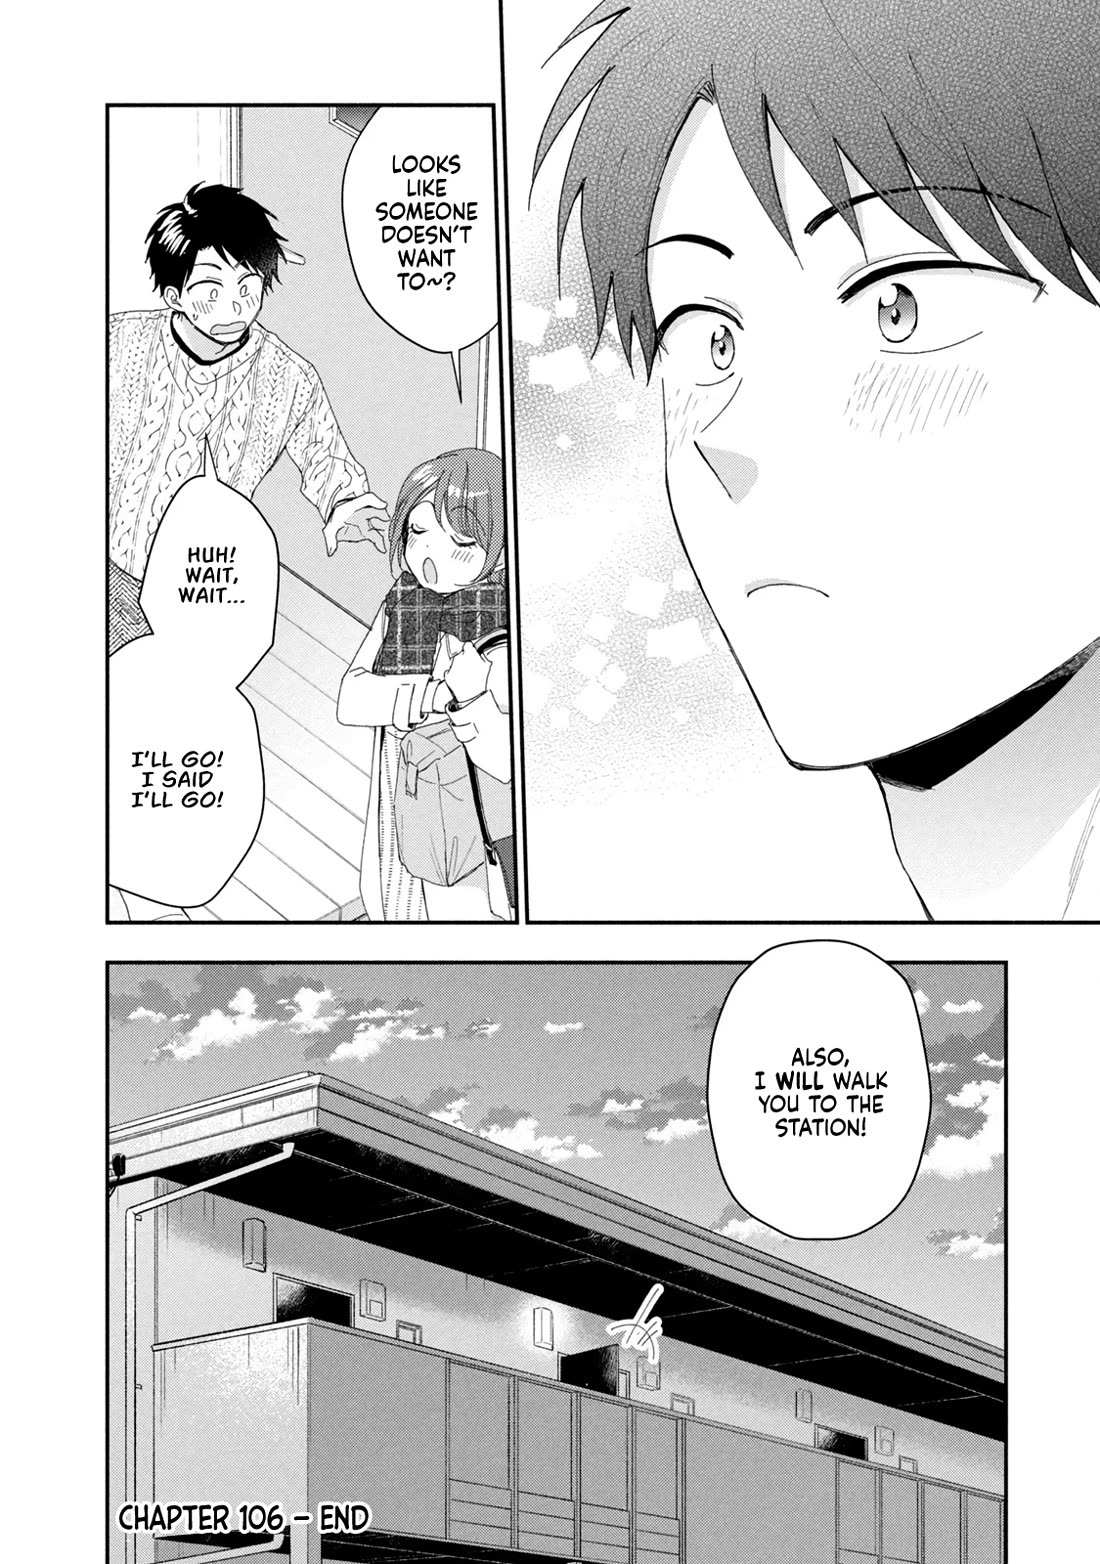 LOOKS
LIKE
SOMEONE
DOESN'T
WANT
TO~?
HUH!
WAIT,
WAIT...
I'LL GO!
I SAID
I'LL GO!
ALSO,
I WILL WALK
YOU TO THE
STATION!
CHAPTER 106 – END